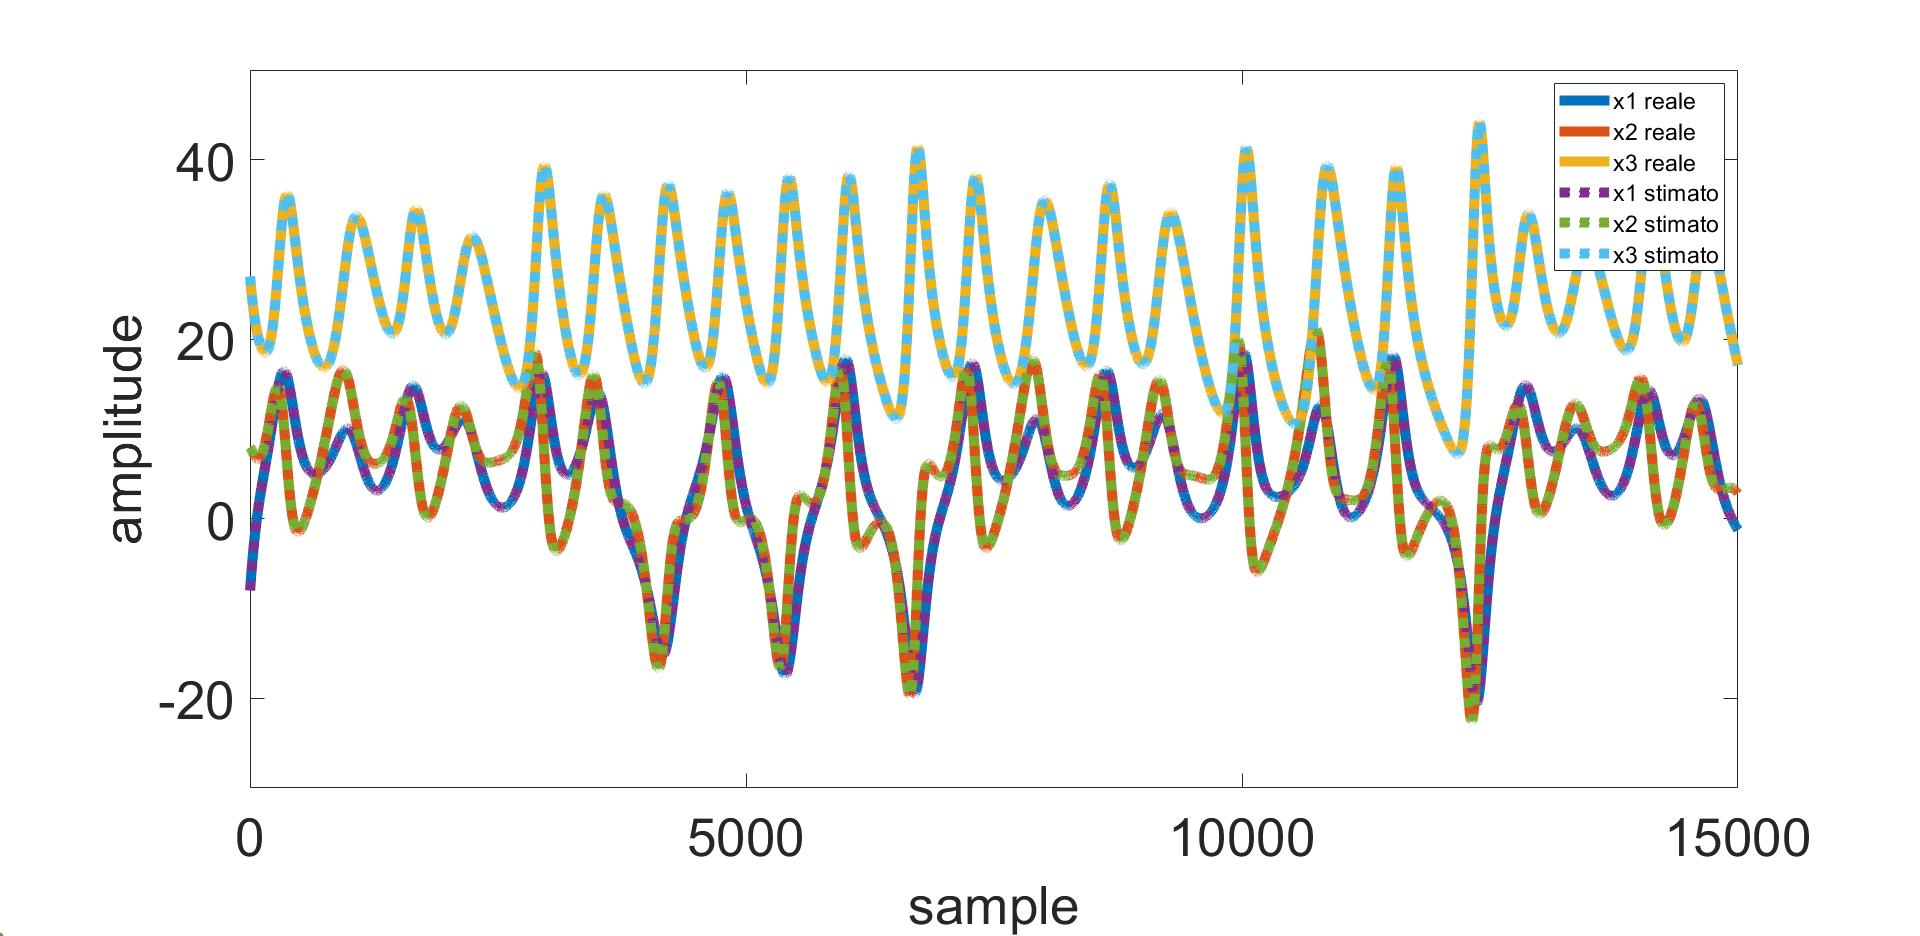 40
20
0
-20
amplitude
0
5000
10000
15000
sample
x1 reale
x2 reale
x3 reale
x1 stimato
x2 stimato
x3 stimato